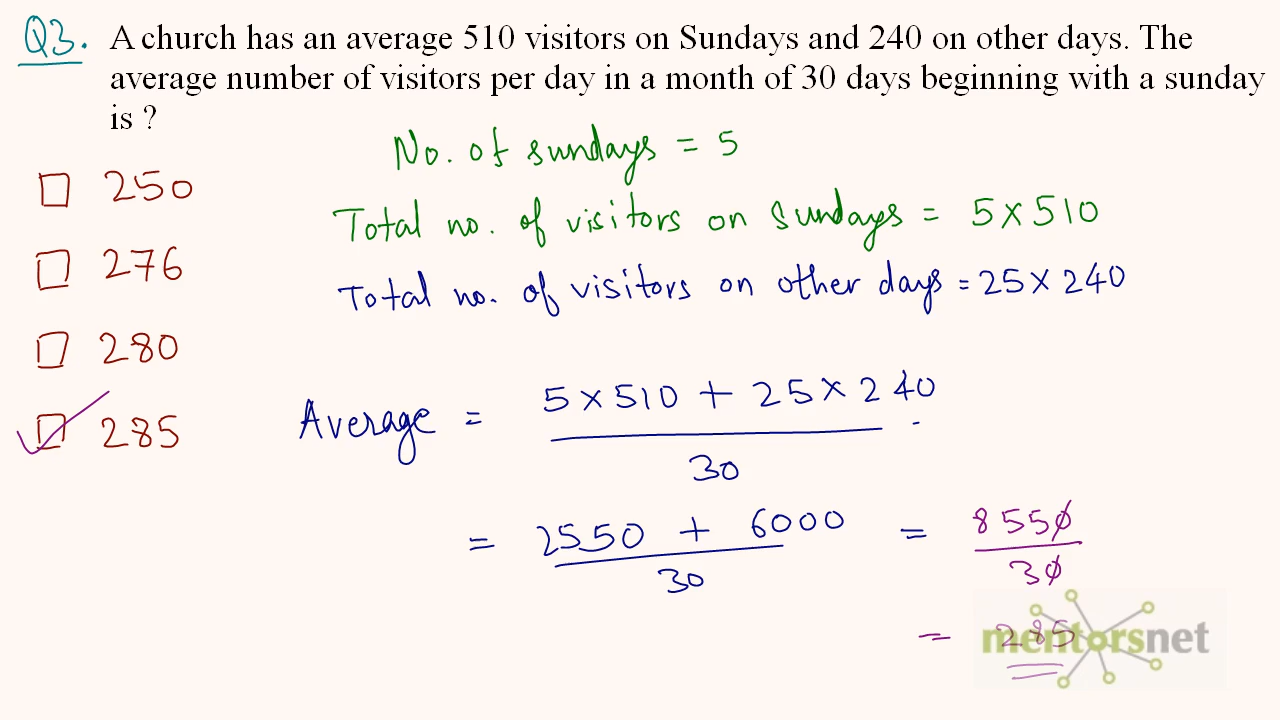 Q3. A church has an average 510 visitors on Sundays and 240 on other days. The
average number of visitors per day in a month of 30 days beginning with a sunday
is ?
No. of sundays = 5
250
Total no. of visitors on sundays = 5 × 510
276
Total no. of visitors on other days = 25 × 240
280
Average = 5 × 510 + 25 × 240
30
285
= 2550 + 6000 = 8550
30 30
= 285
mentorsnet